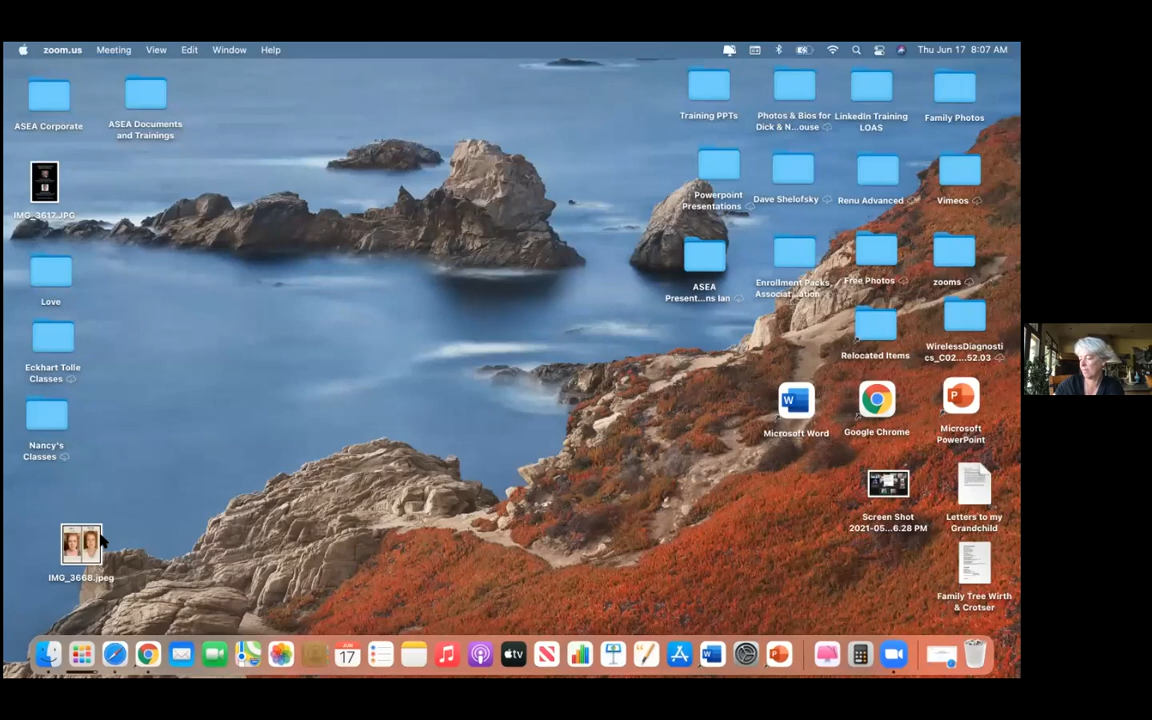 zoom.us Meeting View Edit Window Help Thu Jun 17 8:07 AM
ASEA Corporate
ASEA Documents
and Trainings
Training PPTs
Photos & Bios for
Dick & N...ouse
LinkedIn Training
LOAS
Family Photos
IMG_3617.JPG
Powerpoint
Presentations
Dave Shelofsky
Renu Advanced
Vimeos
Love
ASEA
Present...ns Ian
Enrollment Packs,
Associat...ation
Free Photos
zooms
Eckhart Tolle
Classes
Relocated Items
WirelessDiagnosti
cs_C02....52.03
Nancy's
Classes
Microsoft Word
Google Chrome
Microsoft
PowerPoint
Screen Shot
2021-05...6.28 PM
Letters to my
Grandchild
IMG_3668.jpeg
Family Tree Wirth
& Crotser
JUN
17
tv